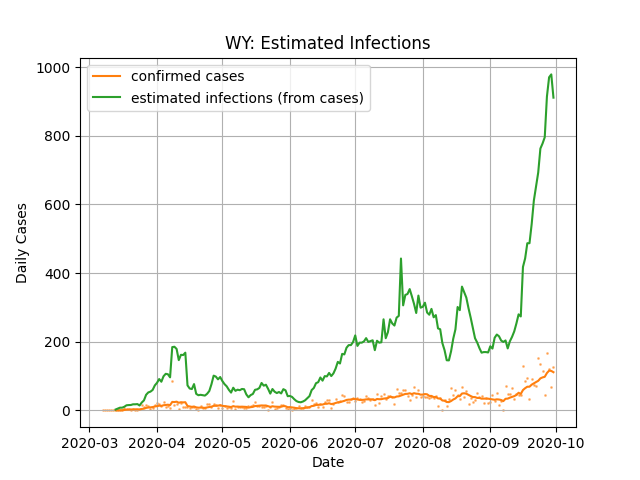 WY: Estimated Infections
confirmed cases
estimated infections (from cases)
Daily Cases
1000
800
600
400
200
0
2020-03 2020-04 2020-05 2020-06 2020-07 2020-08 2020-09 2020-10
Date